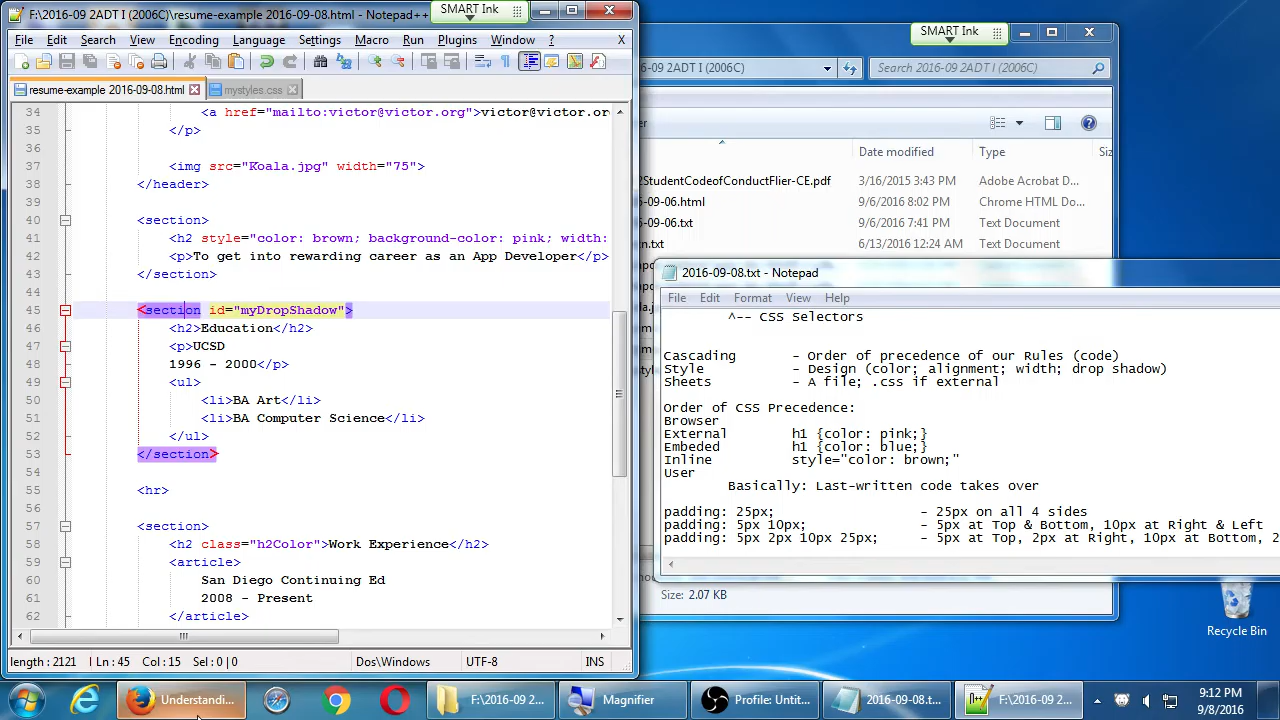 F:\2016-09 2ADT I (2006C)\resume-example 2016-09-08.html - Notepad++
SMART Ink
File Edit Search View Encoding Language Settings Macro Run Plugins Window ? X
resume-example 2016-09-08.html
mystyles.css
34 <a href="mailto:victor@victor.org">victor@victor.or
35 </p>
36
37 <img src="Koala.jpg" width="75">
38 </header>
39
40 <section>
41 <h2 style="color: brown; background-color: pink; width:
42 <p>To get into rewarding career as an App Developer</p>
43 </section>
44
45 <section id="myDropShadow">
46 <h2>Education</h2>
47 <p>UCSD
48 1996 - 2000</p>
49 <ul>
50 <li>BA Art</li>
51 <li>BA Computer Science</li>
52 </ul>
53 </section>
54
55 <hr>
56
57 <section>
58 <h2 class="h2Color">Work Experience</h2>
59 <article>
60 San Diego Continuing Ed
61 2008 - Present
62 </article>
length : 2121 Ln : 45 Col : 15 Sel : 0 | 0 Dos\Windows UTF-8 INS
SMART Ink
-09 2ADT I (2006C)
Search 2016-09 2ADT I (2006C)
Date modified Type Siz
2StudentCodeofConductFlier-CE.pdf 3/16/2015 3:43 PM Adobe Acrobat D...
6-09-06.html 9/6/2016 8:02 PM Chrome HTML Do...
6-09-06.txt 9/6/2016 7:41 PM Text Document
n.txt 6/13/2016 12:24 AM Text Document
2016-09-08.txt - Notepad
File Edit Format View Help
^-- CSS Selectors
Cascading - Order of precedence of our Rules (code)
Style - Design (color; alignment; width; drop shadow)
Sheets - A file; .css if external
Order of CSS Precedence:
Browser
External h1 {color: pink;}
Embeded h1 {color: blue;}
Inline style="color: brown;"
User
Basically: Last-written code takes over
padding: 25px; - 25px on all 4 sides
padding: 5px 10px; - 5px at Top & Bottom, 10px at Right & Left
padding: 5px 2px 10px 25px; - 5px at Top, 2px at Right, 10px at Bottom, 2
Size: 2.07 KB
Recycle Bin
Understandi...
F:\2016-09 2...
Magnifier
Profile: Untit...
2016-09-08.t...
F:\2016-09 2...
9:12 PM
9/8/2016